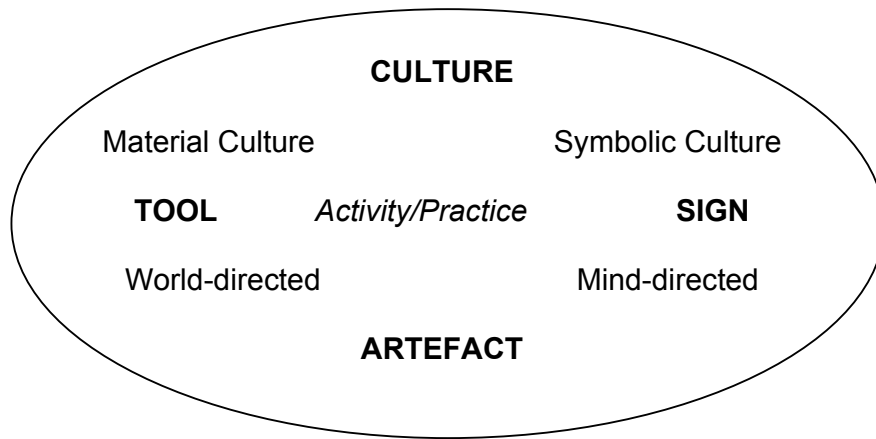 CULTURE
Material Culture Symbolic Culture
TOOL Activity/Practice SIGN
World-directed Mind-directed
ARTEFACT